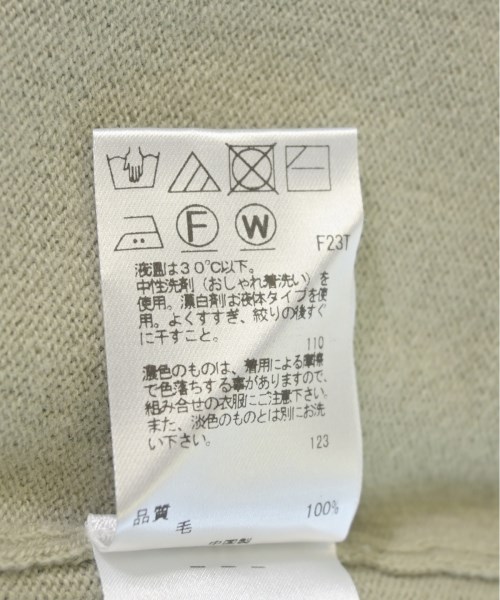 F W
F23T
液温は30℃以下。
中性洗剤（おしゃれ着洗い）を
使用。漂白剤は液体タイプを使
用。よくすすぎ、絞りの後すぐ
に干すこと。
110
濃色のものは、着用による摩擦
で色落ちする事がありますので、
組み合せの衣服にご注意下さい。
また、淡色のものとは別にお洗
い下さい。
123
品質
毛 100%
中国製